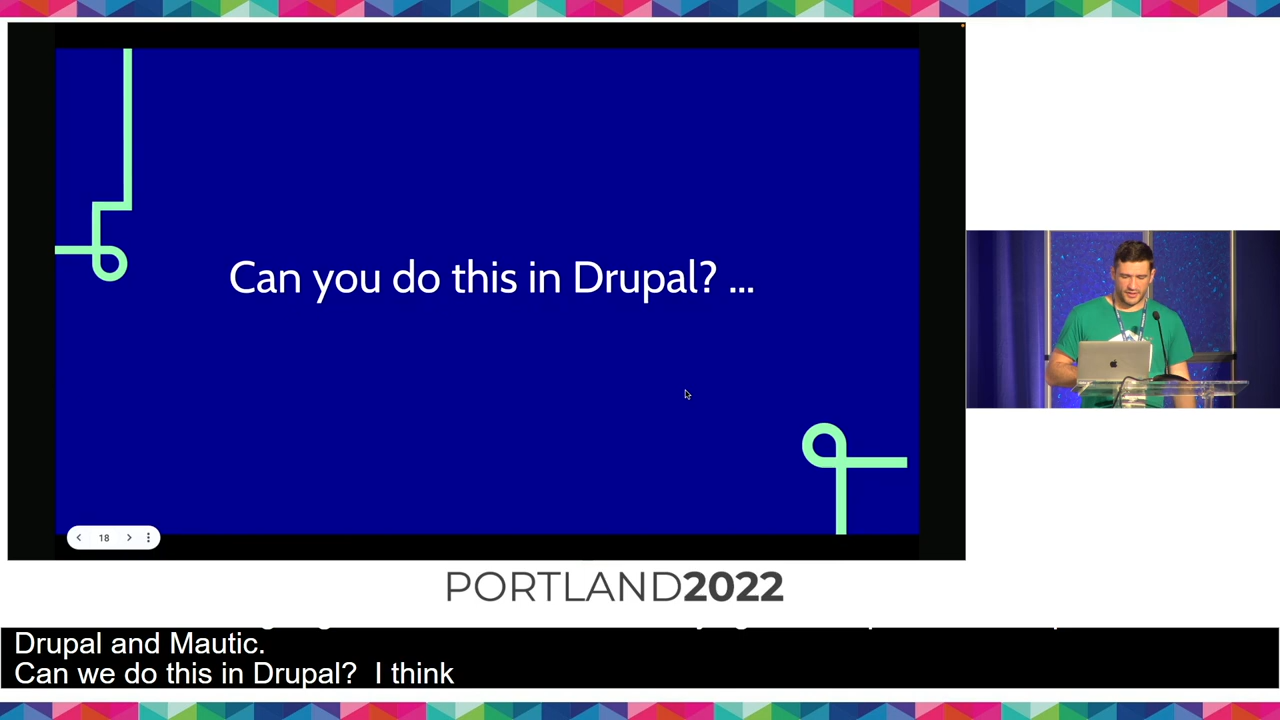 Can you do this in Drupal? ...
18
PORTLAND2022
Drupal and Mautic.
Can we do this in Drupal?  I think